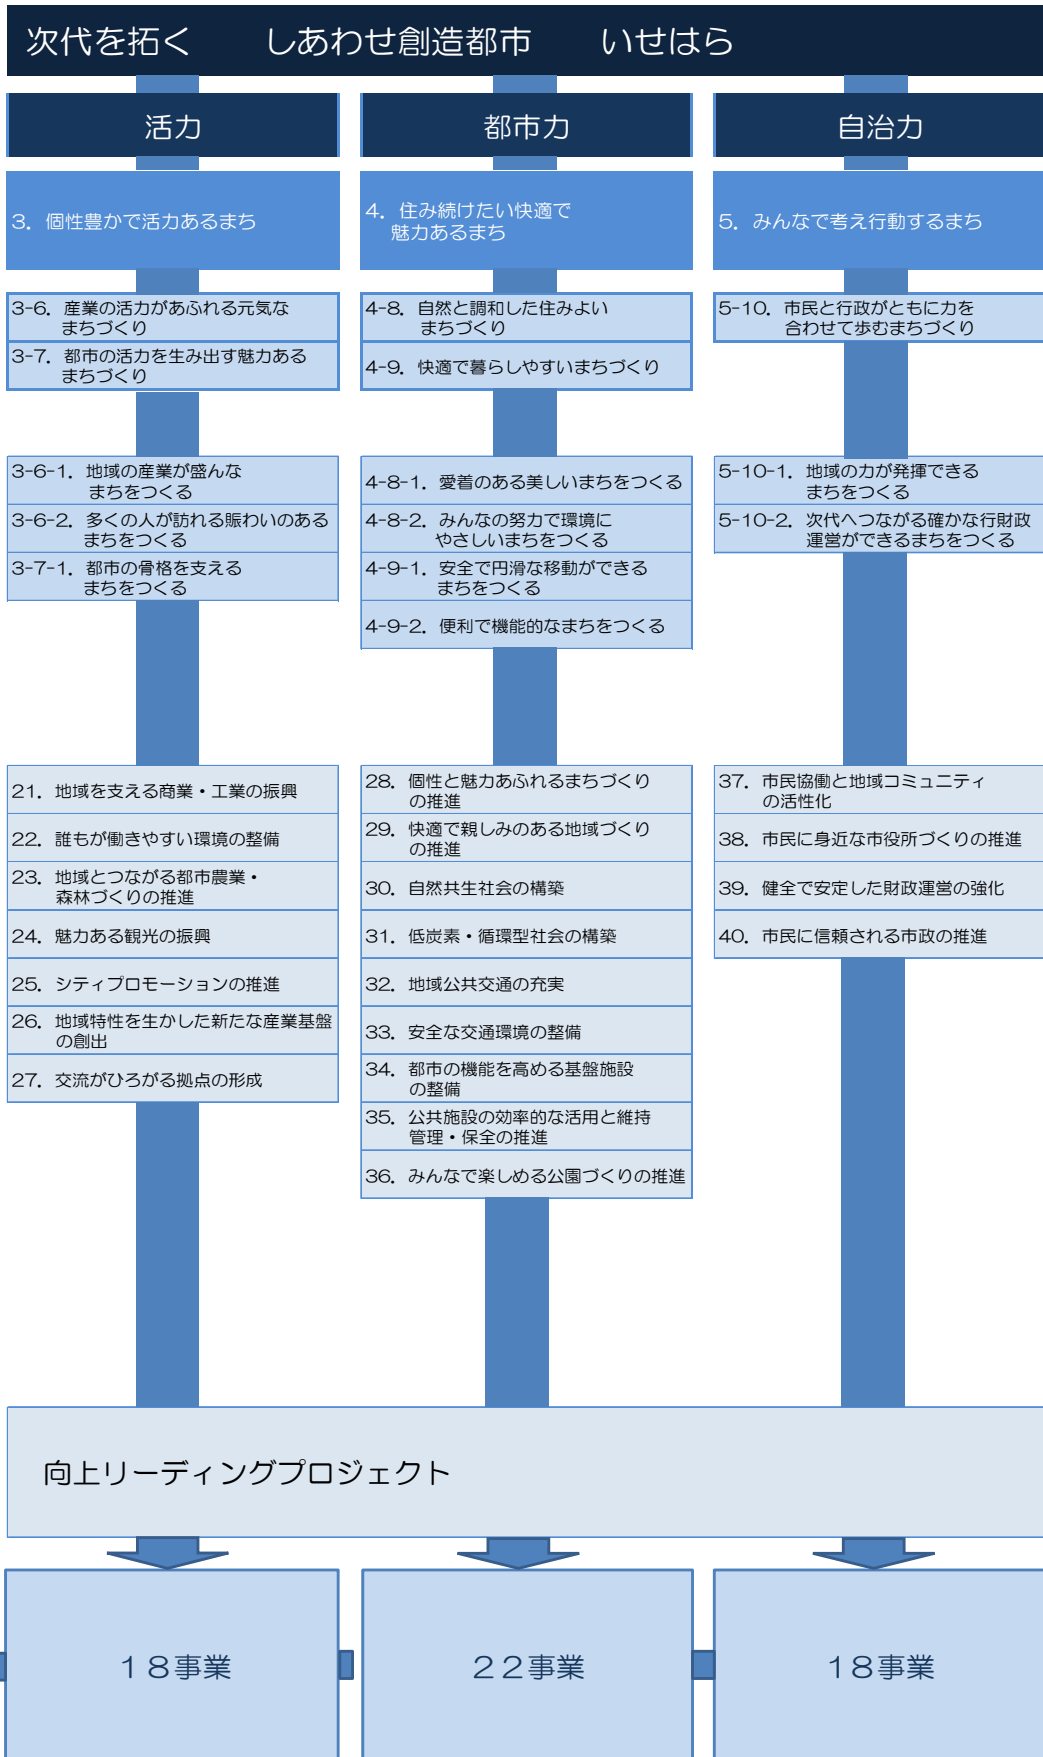 次代を拓く　しあわせ創造都市　いせはら
活力
3. 個性豊かで活力あるまち
3-6. 産業の活力があふれる元気な
まちづくり
3-7. 都市の活力を生み出す魅力ある
まちづくり
3-6-1. 地域の産業が盛んな
まちをつくる
3-6-2. 多くの人が訪れる賑わいのある
まちをつくる
3-7-1. 都市の骨格を支える
まちをつくる
21. 地域を支える商業・工業の振興
22. 誰もが働きやすい環境の整備
23. 地域とつながる都市農業・
森林づくりの推進
24. 魅力ある観光の振興
25. シティプロモーションの推進
26. 地域特性を生かした新たな産業基盤
の創出
27. 交流がひろがる拠点の形成
都市力
4. 住み続けたい快適で
魅力あるまち
4-8. 自然と調和した住みよい
まちづくり
4-9. 快適で暮らしやすいまちづくり
4-8-1. 愛着のある美しいまちをつくる
4-8-2. みんなの努力で環境に
やさしいまちをつくる
4-9-1. 安全で円滑な移動ができる
まちをつくる
4-9-2. 便利で機能的なまちをつくる
28. 個性と魅力あふれるまちづくり
の推進
29. 快適で親しみのある地域づくり
の推進
30. 自然共生社会の構築
31. 低炭素・循環型社会の構築
32. 地域公共交通の充実
33. 安全な交通環境の整備
34. 都市の機能を高める基盤施設
の整備
35. 公共施設の効率的な活用と維持
管理・保全の推進
36. みんなで楽しめる公園づくりの推進
自治力
5. みんなで考え行動するまち
5-10. 市民と行政がともに力を
合わせて歩むまちづくり
5-10-1. 地域の力が発揮できる
まちをつくる
5-10-2. 次代へつながる確かな行財政
運営ができるまちをつくる
37. 市民協働と地域コミュニティ
の活性化
38. 市民に身近な市役所づくりの推進
39. 健全で安定した財政運営の強化
40. 市民に信頼される市政の推進
向上リーディングプロジェクト
１８事業
２２事業
１８事業